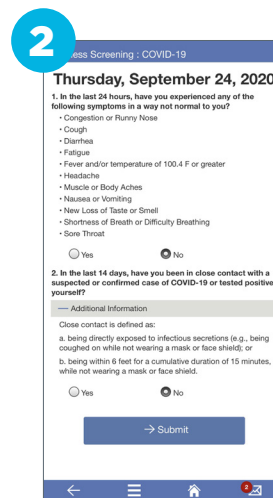 2
ess Screening : COVID-19
Thursday, September 24, 2020
1. In the last 24 hours, have you experienced any of the
following symptoms in a way not normal to you?
• Congestion or Runny Nose
• Cough
• Diarrhea
• Fatigue
• Fever and/or temperature of 100.4 F or greater
• Headache
• Muscle or Body Aches
• Nausea or Vomiting
• New Loss of Taste or Smell
• Shortness of Breath or Difficulty Breathing
• Sore Throat
Yes No
2. In the last 14 days, have you been in close contact with a
suspected or confirmed case of COVID-19 or tested positive
yourself?
— Additional Information
Close contact is defined as:
a. being directly exposed to infectious secretions (e.g., being
coughed on while not wearing a mask or face shield); or
b. being within 6 feet for a cumulative duration of 15 minutes,
while not wearing a mask or face shield.
Yes No
→ Submit
2